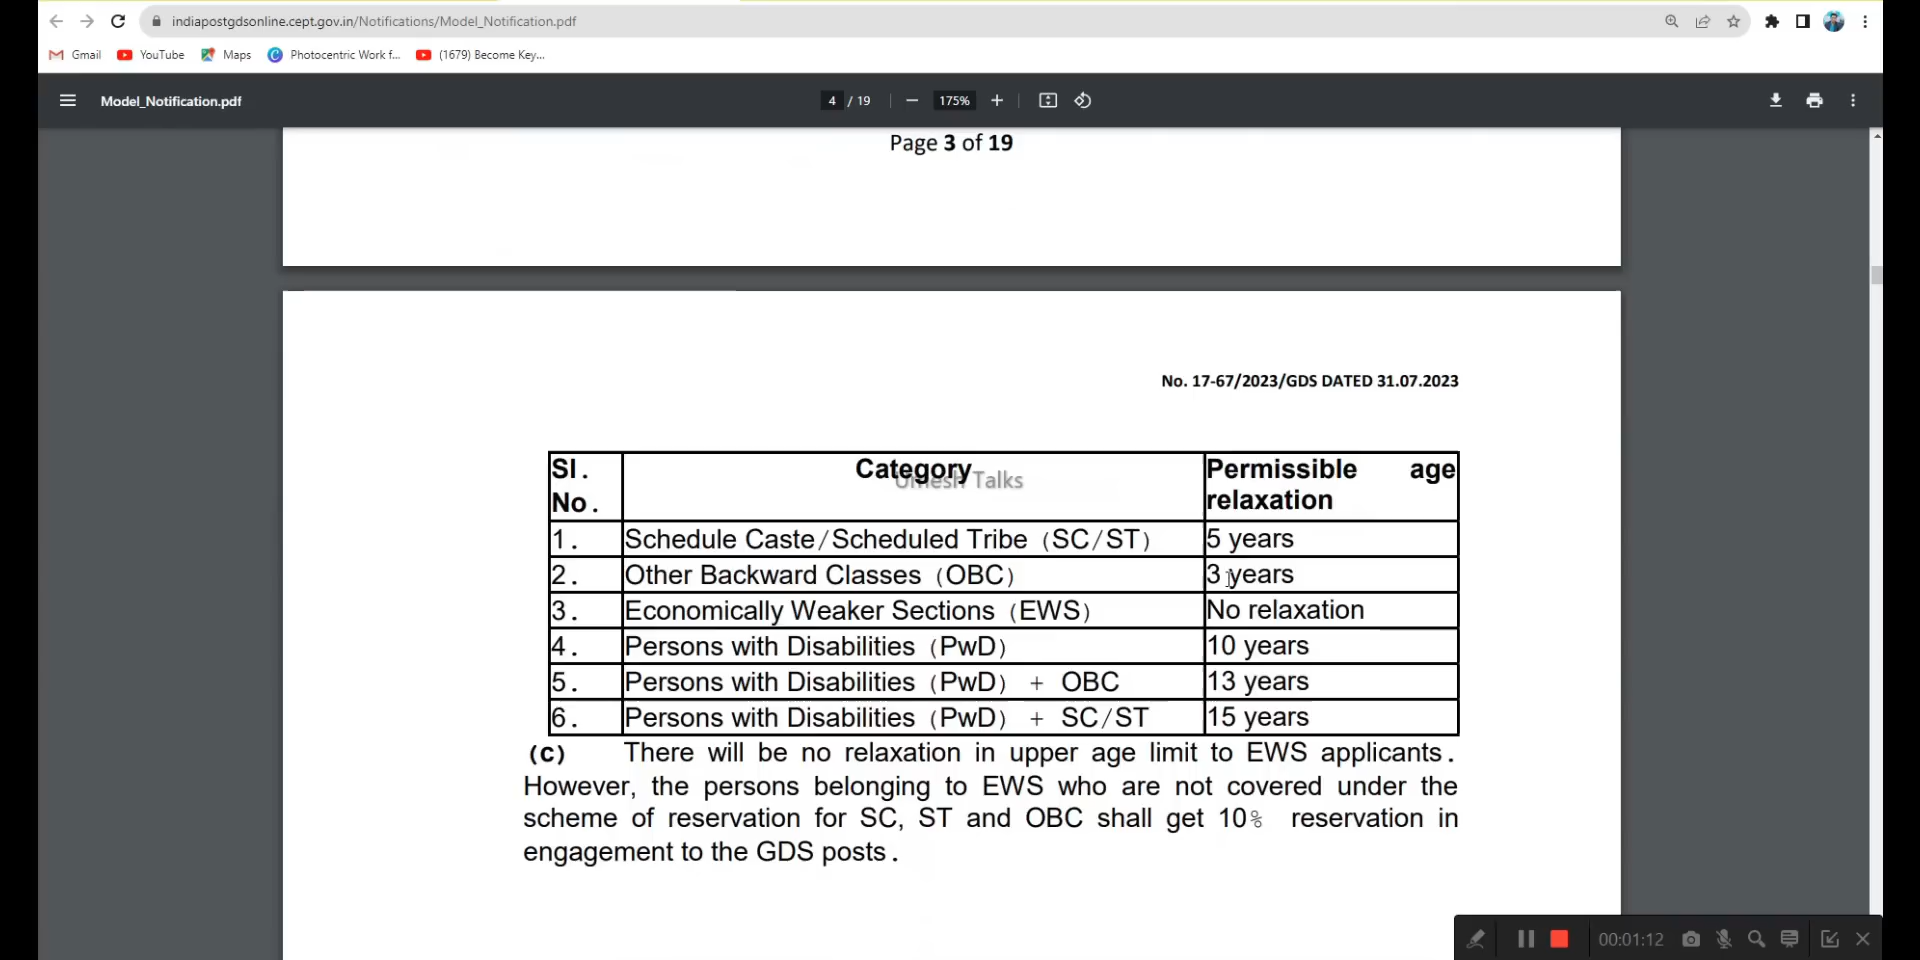 indiapostgdsonline.cept.gov.in/Notifications/Model_Notification.pdf
Gmail YouTube Maps Photocentric Work f... (1679) Become Key...
Model_Notification.pdf 4 / 19 175%
Page 3 of 19
No. 17-67/2023/GDS DATED 31.07.2023
Sl. No. Category Permissible age relaxation
Umesh Talks
1. Schedule Caste/Scheduled Tribe (SC/ST) 5 years
2. Other Backward Classes (OBC) 3 years
3. Economically Weaker Sections (EWS) No relaxation
4. Persons with Disabilities (PwD) 10 years
5. Persons with Disabilities (PwD) + OBC 13 years
6. Persons with Disabilities (PwD) + SC/ST 15 years
(c) There will be no relaxation in upper age limit to EWS applicants.
However, the persons belonging to EWS who are not covered under the
scheme of reservation for SC, ST and OBC shall get 10% reservation in
engagement to the GDS posts.
00:01:12